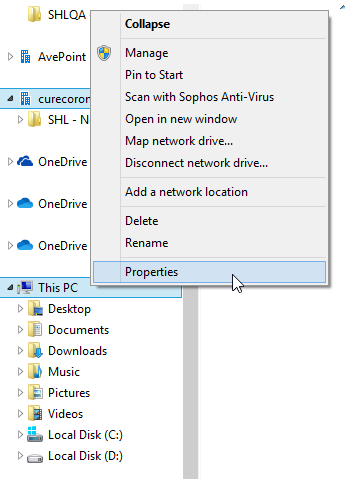 SHLQA
AvePoint
curecoron
SHL - N
OneDrive
OneDrive
OneDrive
This PC
Desktop
Documents
Downloads
Music
Pictures
Videos
Local Disk (C:)
Local Disk (D:)
Collapse
Manage
Pin to Start
Scan with Sophos Anti-Virus
Open in new window
Map network drive...
Disconnect network drive...
Add a network location
Delete
Rename
Properties